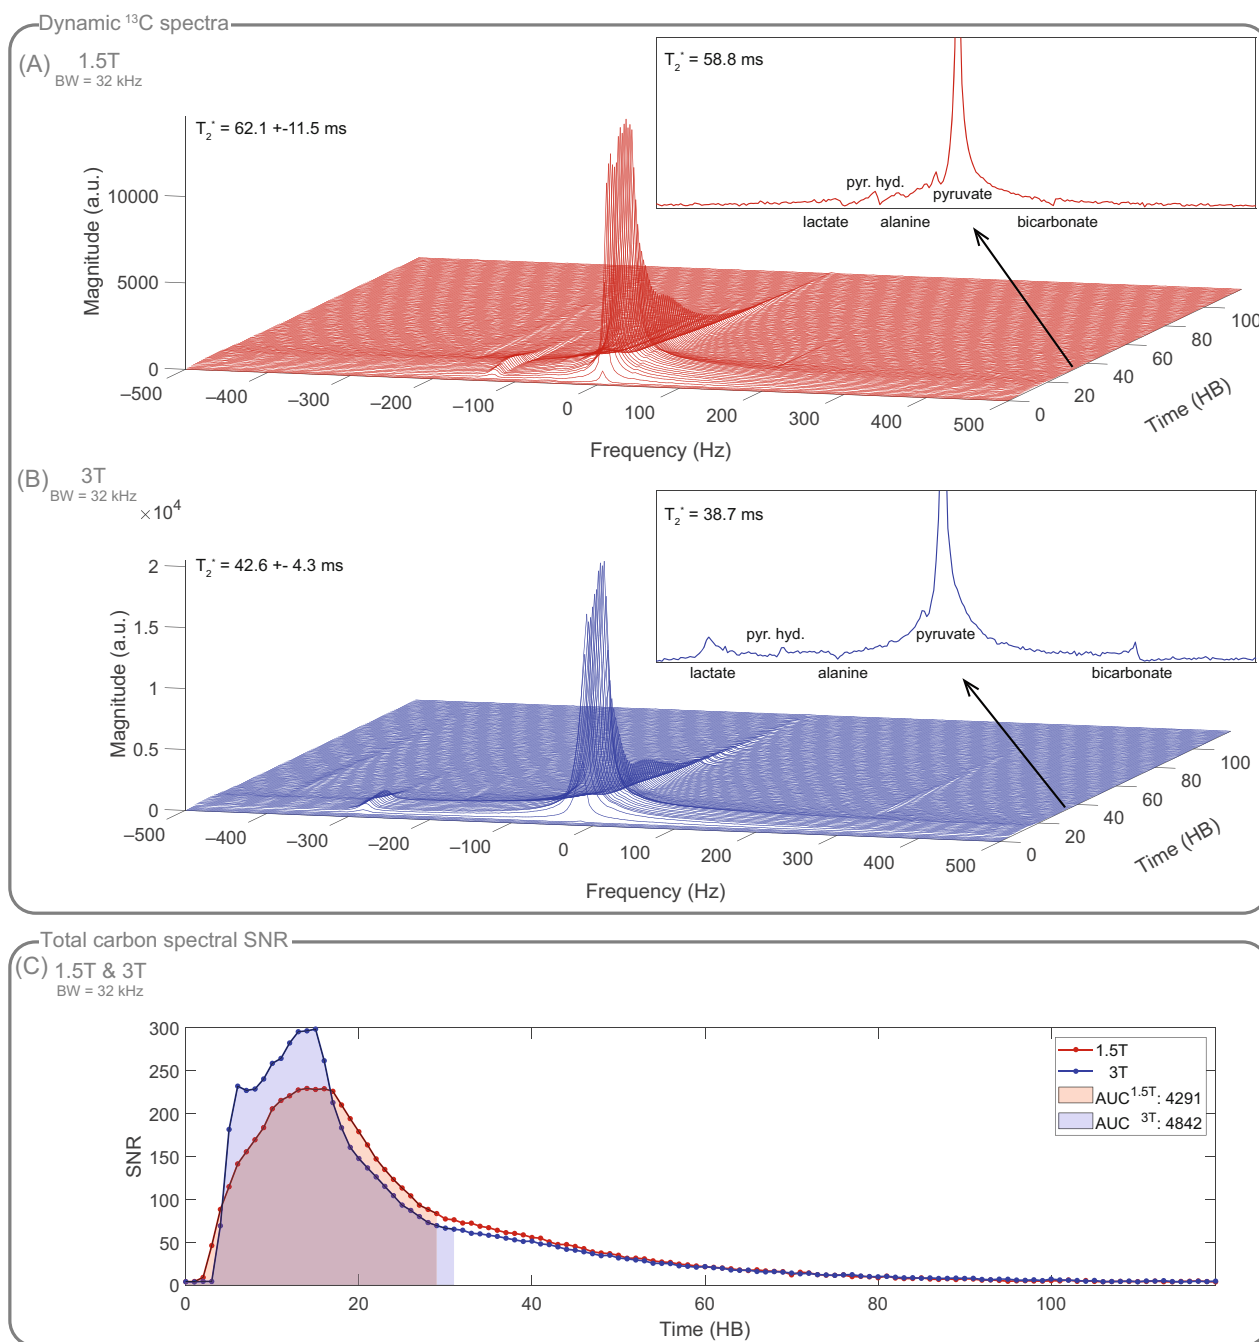 Dynamic ¹³C spectra
(A) 1.5T
BW = 32 kHz
T₂* = 62.1 +-11.5 ms
T₂* = 58.8 ms
pyr. hyd.
pyruvate
lactate alanine bicarbonate
Magnitude (a.u.)
10000
5000
0
–500 –400 –300 –200 –100 0 100 200 300 400 500
Frequency (Hz)
0 20 40 60 80 100
Time (HB)
(B) 3T
BW = 32 kHz
×10⁴
T₂* = 42.6 +- 4.3 ms
T₂* = 38.7 ms
pyr. hyd. pyruvate
lactate alanine bicarbonate
Magnitude (a.u.)
2
1.5
1
0.5
0
–500 –400 –300 –200 –100 0 100 200 300 400 500
Frequency (Hz)
0 20 40 60 80 100
Time (HB)
Total carbon spectral SNR
(C) 1.5T & 3T
BW = 32 kHz
SNR
300
250
200
150
100
50
0
1.5T
3T
AUC¹·⁵ᵀ: 4291
AUC ³ᵀ: 4842
0 20 40 60 80 100
Time (HB)